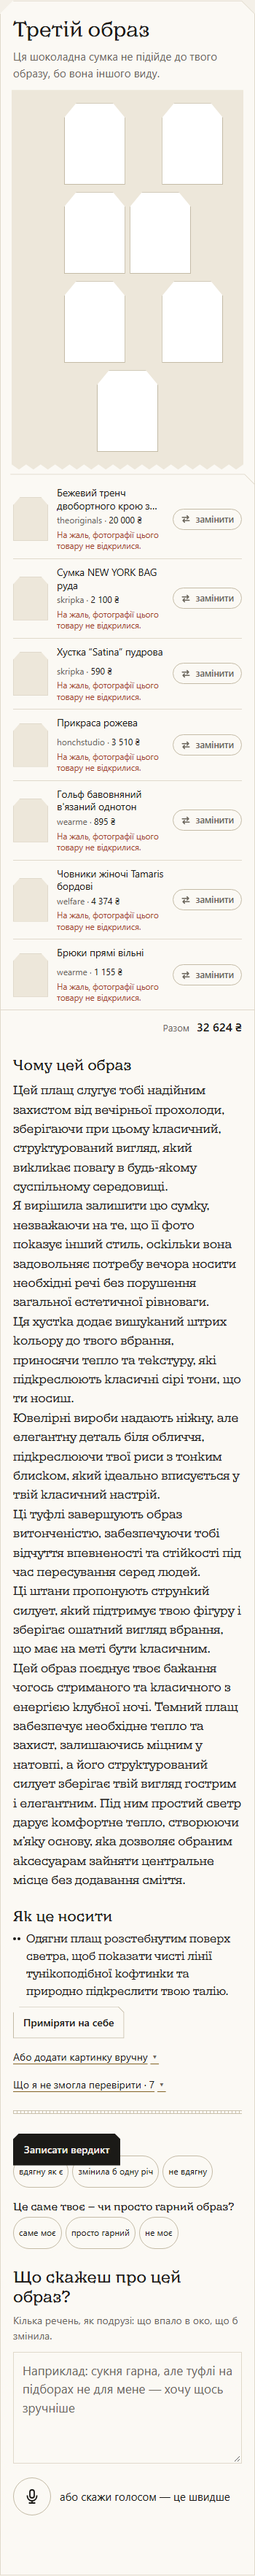 Третій образ
Ця шоколадна сумка не підійде до твого
образу, бо вона іншого виду.
Бежевий тренч
двобортного крою з...
theoriginals · 20 000 ₴
На жаль, фотографії цього
товару не відкрилися.
замінити
Сумка NEW YORK BAG
руда
skripka · 2 100 ₴
На жаль, фотографії цього
товару не відкрилися.
замінити
Хустка "Satina" пудрова
skripka · 590 ₴
На жаль, фотографії цього
товару не відкрилися.
замінити
Прикраса рожева
honchstudio · 3 510 ₴
На жаль, фотографії цього
товару не відкрилися.
замінити
Гольф бавовняний
в'язаний однотон
wearme · 895 ₴
На жаль, фотографії цього
товару не відкрилися.
замінити
Човники жіночі Tamaris
бордові
welfare · 4 374 ₴
На жаль, фотографії цього
товару не відкрилися.
замінити
Брюки прямі вільні
wearme · 1 155 ₴
На жаль, фотографії цього
товару не відкрилися.
замінити
Разом 32 624 ₴
Чому цей образ
Цей плащ слугує тобі надійним
захистом від вечірньої прохолоди,
зберігаючи при цьому класичний,
структурований вигляд, який
викликає повагу в будь-якому
суспільному середовищі.
Я вирішила залишити цю сумку,
незважаючи на те, що її фото
показує інший стиль, оскільки вона
задовольняє потребу вечора носити
необхідні речі без порушення
загальної естетичної рівноваги.
Ця хустка додає вишуканий штрих
кольору до твого вбрання,
приносячи тепло та текстуру, які
підкреслюють класичні сірі тони, що
ти носиш.
Ювелірні вироби надають ніжну, але
елегантну деталь біля обличчя,
підкреслюючи твої риси з тонким
блиском, який ідеально вписується у
твій класичний настрій.
Ці туфлі завершують образ
витонченістю, забезпечуючи тобі
відчуття впевненості та стійкості під
час пересування серед людей.
Ці штани пропонують стрункий
силует, який підтримує твою фігуру і
зберігає ошатний вигляд вбрання,
що має на меті бути класичним.
Цей образ поєднує твоє бажання
чогось стриманого та класичного з
енергією клубної ночі. Темний плащ
забезпечує необхідне тепло та
захист, залишаючись міцним у
натовпі, а його структурований
силует зберігає твій вигляд гострим
і елегантним. Під ним простий светр
дарує комфортне тепло, створюючи
м'яку основу, яка дозволяє обраним
аксесуарам зайняти центральне
місце без додавання сміття.
Як це носити
Одягни плащ розстебнутим поверх
светра, щоб показати чисті лінії
тунікоподібної кофтинки та
природно підкреслити твою талію.
Приміряти на себе
Або додати картинку вручну
Що я не змогла перевірити · 7
Записати вердикт
вдягну як є
змінила б одну річ
не вдягну
Це саме твоє — чи просто гарний образ?
саме моє
просто гарний
не моє
Що скажеш про цей
образ?
Кілька речень, як подрузі: що впало в око, що б
змінила.
Наприклад: сукня гарна, але туфлі на
підборах не для мене — хочу щось
зручніше
або скажи голосом — це швидше